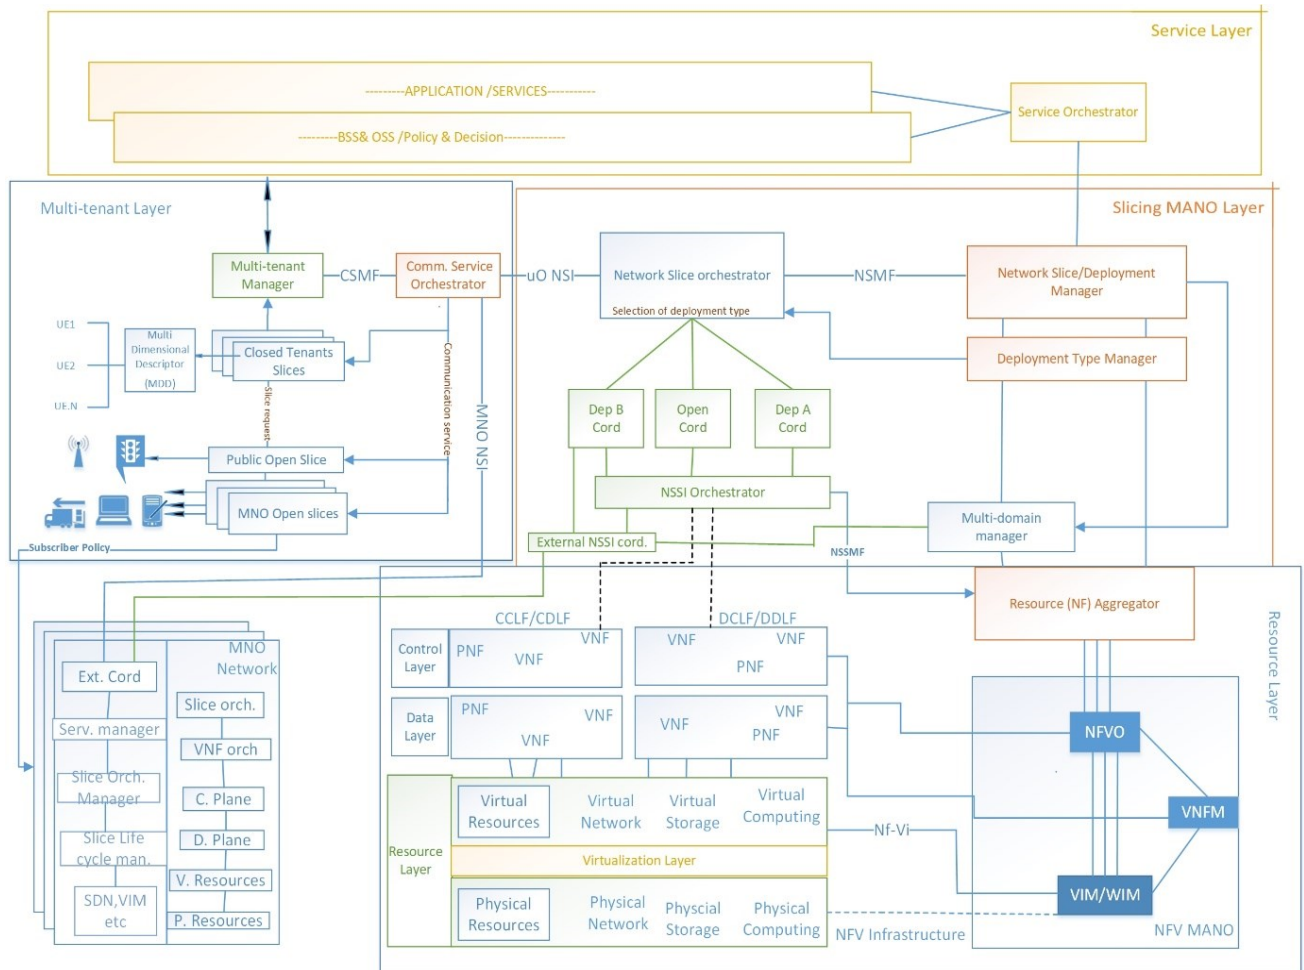 Service Layer
---------APPLICATION /SERVICES-----------
Service Orchestrator
---------BSS& OSS /Policy & Decision--------------
Multi-tenant Layer
Slicing MANO Layer
Multi-tenant
Manager
CSMF
Comm. Service
Orchestrator
uO NSI
Network Slice orchestrator
NSMF
Network Slice/Deployment
Manager
Selection of deployment type
UE1
UE2
UE.N
Multi
Dimensional
Descriptor
(MDD)
Closed Tenants
Slices
Deployment Type Manager
Slice request
Communication service
MNO NSI
Dep B
Cord
Open
Cord
Dep A
Cord
Public Open Slice
NSSI Orchestrator
MNO Open slices
Multi-domain
manager
External NSSI cord.
NSSMF
Subscriber Policy
Resource (NF) Aggregator
Resource Layer
CCLF/CDLF
DCLF/DDLF
Control
Layer
PNF
VNF
VNF
VNF
VNF
PNF
Data
Layer
PNF
VNF
VNF
VNF
VNF
PNF
MNO
Network
Ext. Cord
Serv. manager
Slice Orch.
Manager
Slice Life
cycle man.
SDN,VIM
etc
Slice orch.
VNF orch
C. Plane
D. Plane
V. Resources
P. Resources
Resource
Layer
Virtual
Resources
Virtual
Network
Virtual
Storage
Virtual
Computing
Virtualization Layer
Physical
Resources
Physical
Network
Physcial
Storage
Physical
Computing
Nf-Vi
NFV Infrastructure
NFVO
VNFM
VIM/WIM
NFV MANO